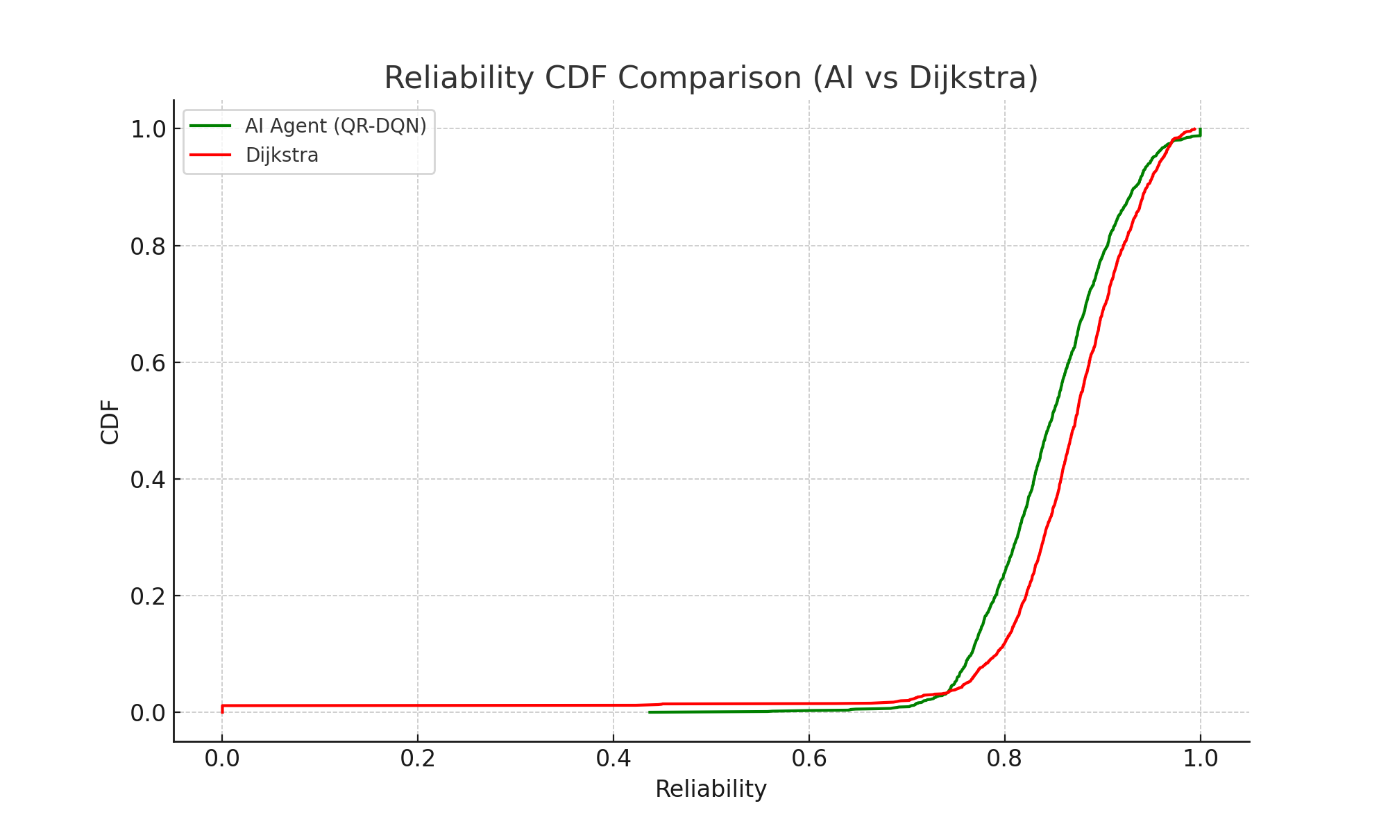 Reliability CDF Comparison (AI vs Dijkstra)
AI Agent (QR-DQN)
Dijkstra
1.0
0.8
0.6
0.4
0.2
0.0
CDF
0.0 0.2 0.4 0.6 0.8 1.0
Reliability